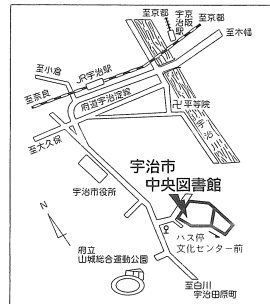 至京都
宇治駅
京阪
至京都
至木幡
至小倉
JR宇治駅
至奈良
府道宇治淀線
卍平等院
宇治川
至大久保
宇治市
中央図書館
宇治市役所
バス停
文化センター前
N
府立
山城総合運動公園
至白川
宇治田原町